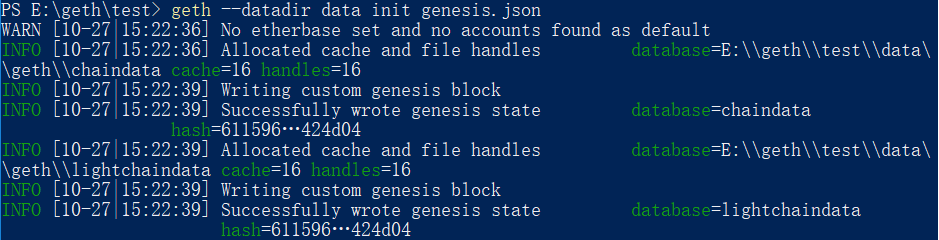 PS E:\geth\test> geth --datadir data init genesis.json
WARN [10-27|15:22:36] No etherbase set and no accounts found as default
INFO [10-27|15:22:36] Allocated cache and file handles         database=E:\\geth\\test\\data\
\geth\\chaindata cache=16 handles=16
INFO [10-27|15:22:39] Writing custom genesis block
INFO [10-27|15:22:39] Successfully wrote genesis state         database=chaindata
                 hash=611596…424d04
INFO [10-27|15:22:39] Allocated cache and file handles         database=E:\\geth\\test\\data\
\geth\\lightchaindata cache=16 handles=16
INFO [10-27|15:22:39] Writing custom genesis block
INFO [10-27|15:22:39] Successfully wrote genesis state         database=lightchaindata
                      hash=611596…424d04